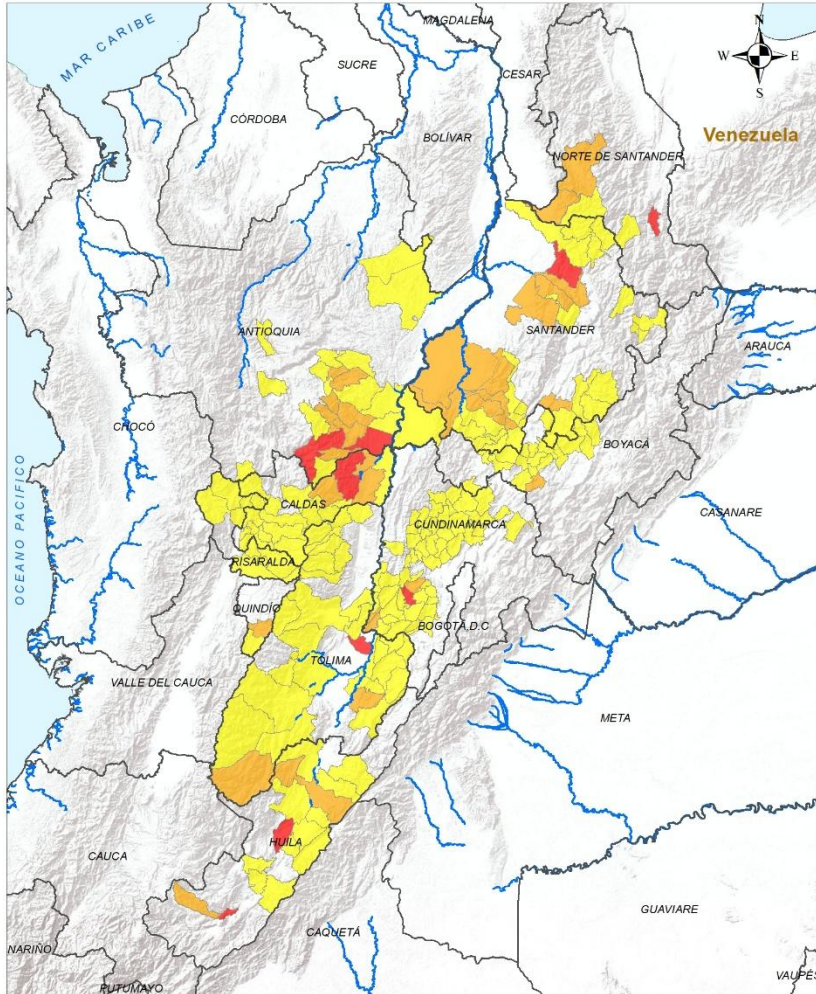 MAGDALENA
MAR CARIBE
N
W
E
S
SUCRE
CESAR
CÓRDOBA
BOLÍVAR
Venezuela
NORTE DE SANTANDER
ANTIOQUIA
SANTANDER
ARAUCA
CHOCÓ
BOYACÁ
OCEANO PACIFICO
CALDAS
CUNDINAMARCA
CASANARE
RISARALDA
QUINDÍO
BOGOTÁ,D.C
TOLIMA
VALLE DEL CAUCA
META
HUILA
CAUCA
GUAVIARE
CAQUETÁ
NARIÑO
VAUPÉS
PUTUMAYO